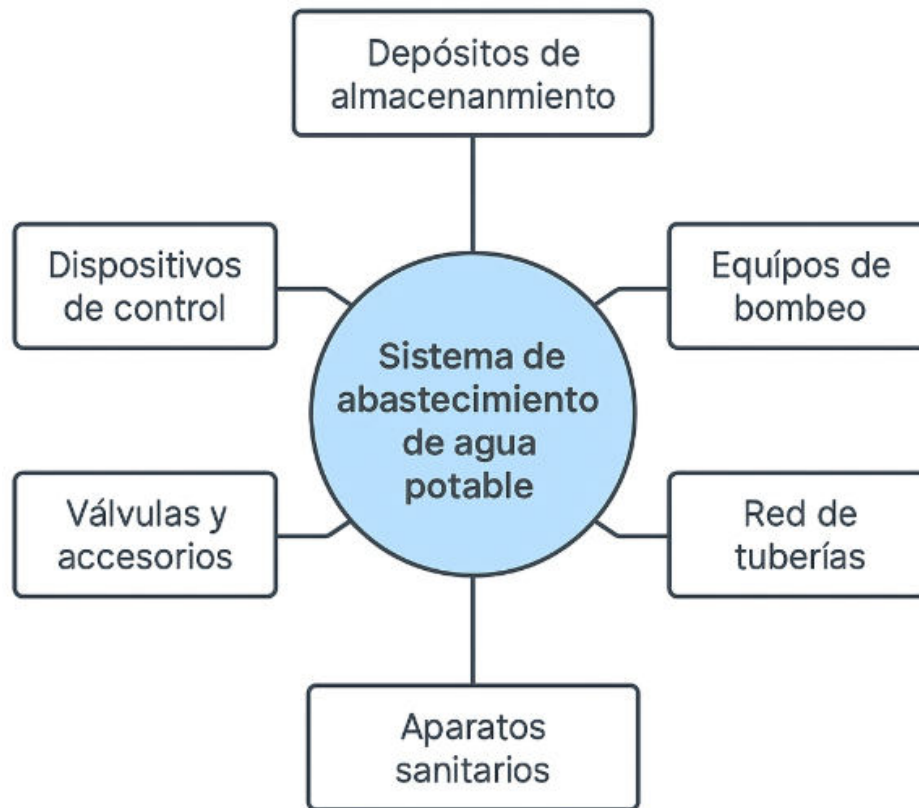 Depósitos de
almacenanmiento
Dispositivos
de control
Equípos de
bombeo
Sistema de
abastecimiento
de agua
potable
Válvulas y
accesorios
Red de
tuberías
Aparatos
sanitarios